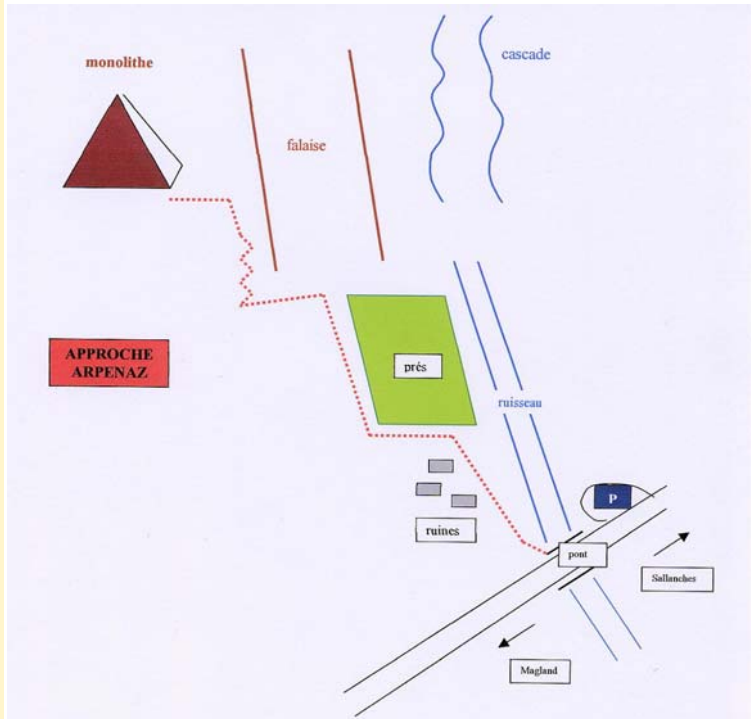 monolithe
cascade
falaise
APPROCHE
ARPENAZ
prés
ruisseau
P
ruines
pont
Sallanches
Magland